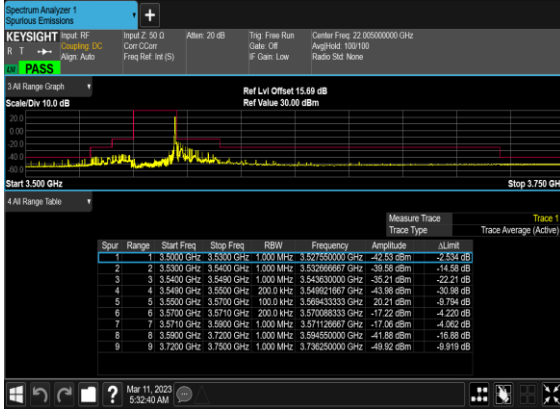 Spectrum Analyzer 1
Spurious Emissions
+
KEYSIGHT Input: RF Input Z: 50 Ω Atten: 20 dB Trig: Free Run Center Freq: 22.005000000 GHz
R T Coupling: DC Corr CCorr Gate: Off Avg|Hold: 100/100
Align: Auto Freq Ref: Int (S) IF Gain: Low Radio Std: None
PASS
3 All Range Graph
Ref Lvl Offset 15.69 dB
Scale/Div 10.0 dB Ref Value 30.00 dBm
20.0
0.00
-20.0
-40.0
-60.0
Start 3.500 GHz Stop 3.750 GH
4 All Range Table
Measure Trace Trace 1
Trace Type Trace Average (Active)
Spur Range Start Freq Stop Freq RBW Frequency Amplitude ΔLimit
1 1 3.5000 GHz 3.5300 GHz 1.000 MHz 3.527550000 GHz -42.53 dBm -2.534 dB
2 2 3.5300 GHz 3.5400 GHz 1.000 MHz 3.532666667 GHz -39.58 dBm -14.58 dB
3 3 3.5400 GHz 3.5490 GHz 1.000 MHz 3.543630000 GHz -35.21 dBm -22.21 dB
4 4 3.5490 GHz 3.5500 GHz 200.0 kHz 3.549921667 GHz -43.98 dBm -30.98 dB
5 5 3.5500 GHz 3.5700 GHz 100.0 kHz 3.569433333 GHz 20.21 dBm -9.794 dB
6 6 3.5700 GHz 3.5710 GHz 200.0 kHz 3.570088333 GHz -17.22 dBm -4.220 dB
7 7 3.5710 GHz 3.5900 GHz 1.000 MHz 3.571126667 GHz -17.06 dBm -4.062 dB
8 8 3.5900 GHz 3.7200 GHz 1.000 MHz 3.594550000 GHz -41.88 dBm -16.88 dB
9 9 3.7200 GHz 3.7500 GHz 1.000 MHz 3.736250000 GHz -49.92 dBm -9.919 dB
? Mar 11, 2023
5:32:40 AM